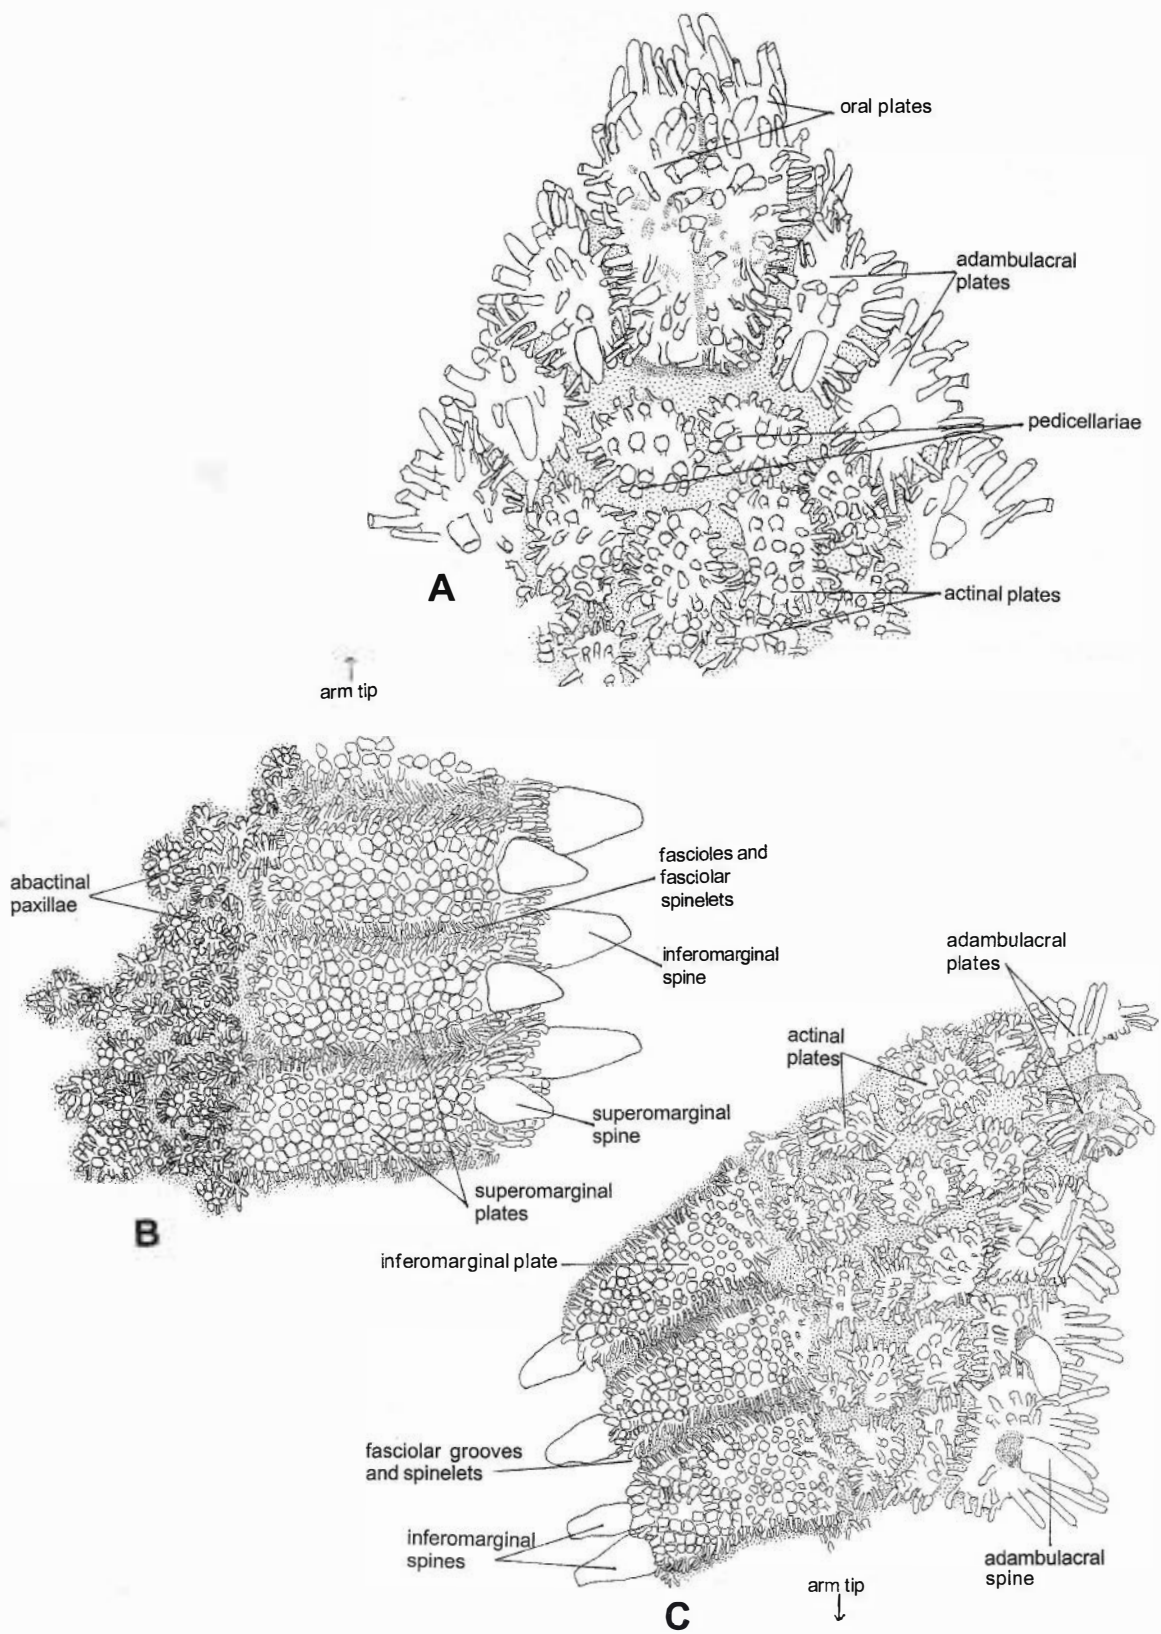 oral plates
adambulacral
plates
pedicellariae
actinal plates
A
arm tip
abactinal
paxillae
fascioles and
fasciolar
spinelets
inferomarginal
spine
superomarginal
spine
superomarginal
plates
B
adambulacral
plates
actinal
plates
inferomarginal plate
fasciolar grooves
and spinelets
inferomarginal
spines
adambulacral
spine
arm tip
C